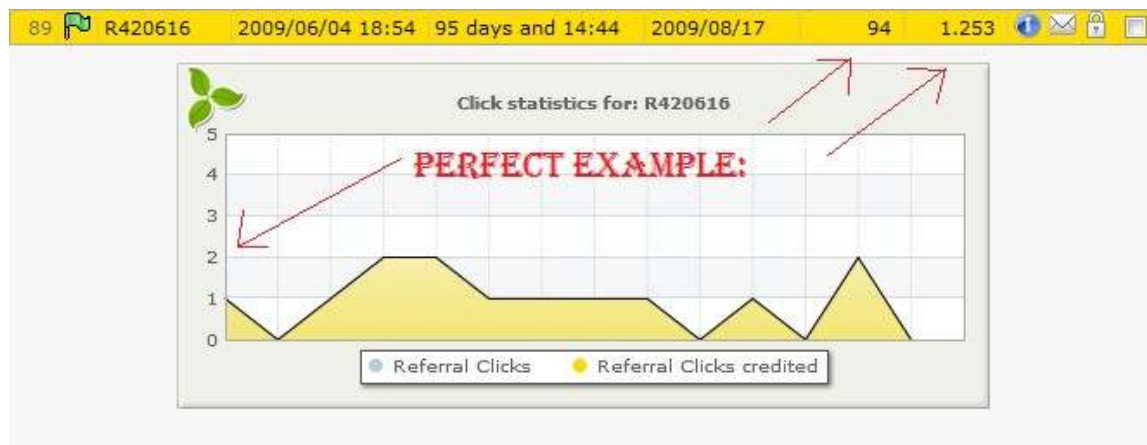 89 R420616 2009/06/04 18:54 95 days and 14:44 2009/08/17 94 1.253
Click statistics for: R420616
5
PERFECT EXAMPLE:
4
3
2
1
0
Referral Clicks Referral Clicks credited